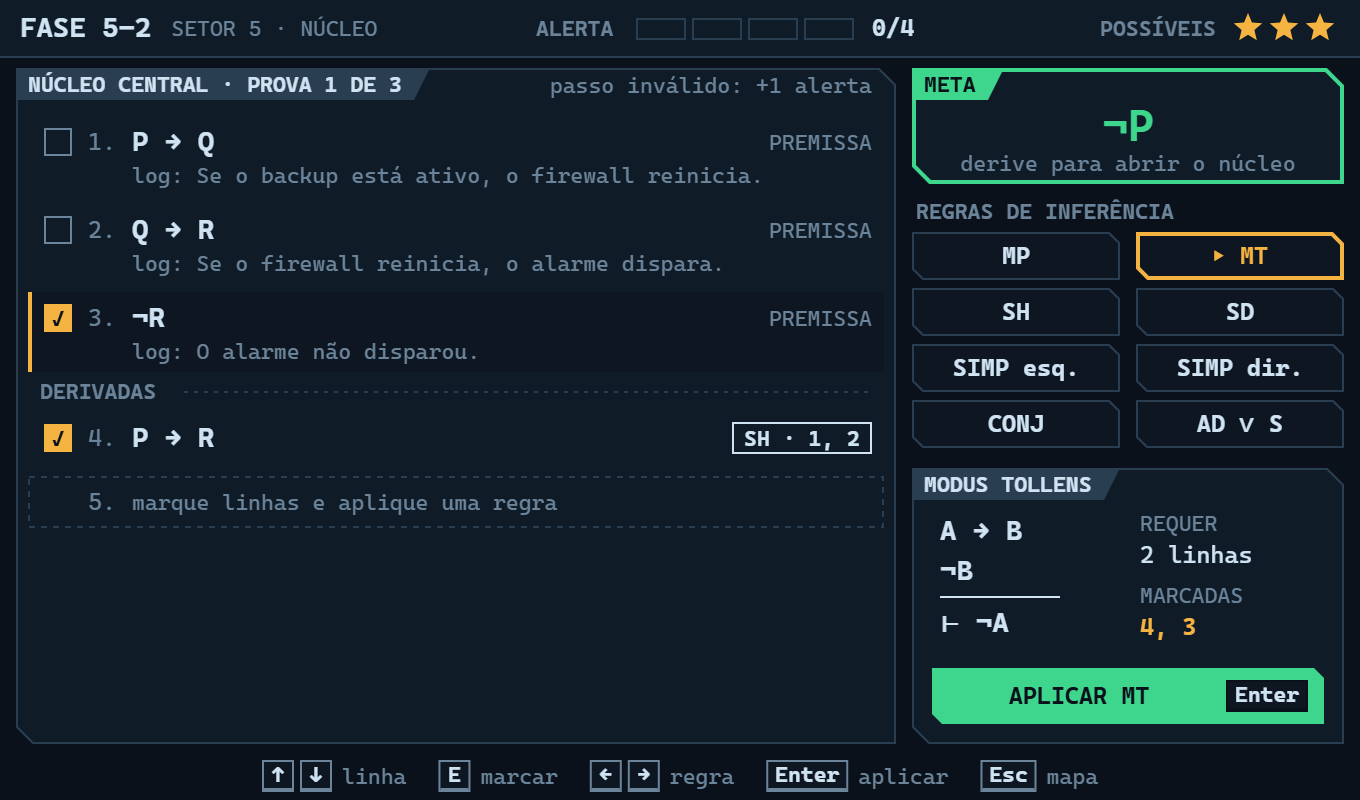 FASE 5–2 SETOR 5 · NÚCLEO ALERTA 0/4 POSSÍVEIS ★ ★ ★
NÚCLEO CENTRAL · PROVA 1 DE 3 passo inválido: +1 alerta
1. P → Q PREMISSA
log: Se o backup está ativo, o firewall reinicia.
2. Q → R PREMISSA
log: Se o firewall reinicia, o alarme dispara.
✓ 3. ¬R PREMISSA
log: O alarme não disparou.
DERIVADAS
✓ 4. P → R SH · 1, 2
5. marque linhas e aplique uma regra
META
¬P
derive para abrir o núcleo
REGRAS DE INFERÊNCIA
MP ▸ MT
SH SD
SIMP esq. SIMP dir.
CONJ AD ∨ S
MODUS TOLLENS
A → B
¬B
⊢ ¬A
REQUER
2 linhas
MARCADAS
4, 3
APLICAR MT Enter
↑ ↓ linha E marcar ← → regra Enter aplicar Esc mapa